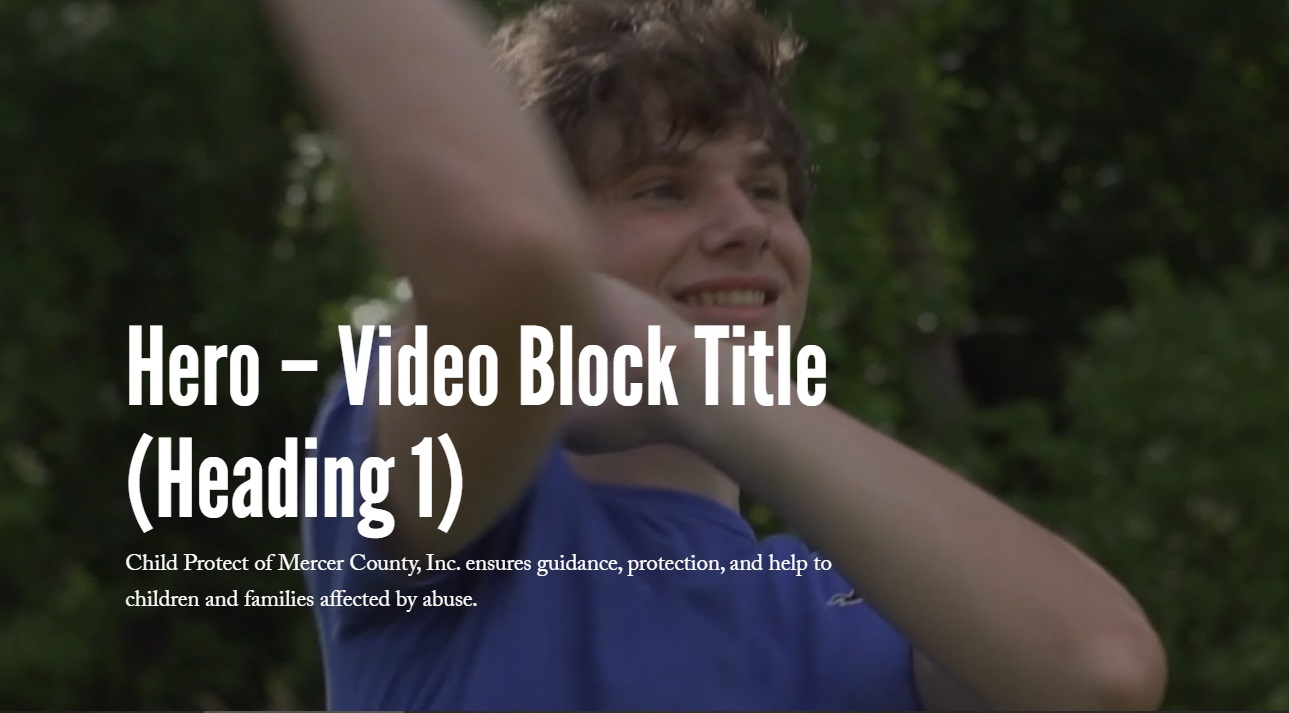 Hero – Video Block Title
(Heading 1)
Child Protect of Mercer County, Inc. ensures guidance, protection, and help to
children and families affected by abuse.